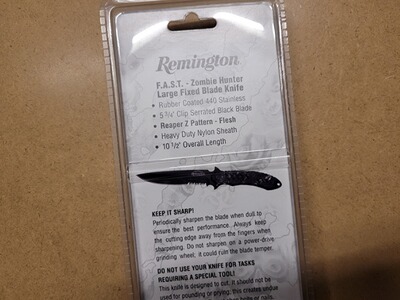 Remington
F.A.S.T. - Zombie Hunter
Large Fixed Blade Knife
• Rubber Coated 440 Stainless
• 5 ¾" Clip Serrated Black Blade
• Reaper Z Pattern - Flesh
• Heavy Duty Nylon Sheath
• 10 ½" Overall Length
KEEP IT SHARP!
Periodically sharpen the blade when dull to
ensure the best performance. Always keep
the cutting edge away from the fingers when
sharpening. Do not sharpen on a power-drive
grinding wheel, it could ruin the blade temper.
DO NOT USE YOUR KNIFE FOR TASKS
REQUIRING A SPECIAL TOOL!
This knife is designed to cut. It should not be
used for pounding or prying; this creates undue